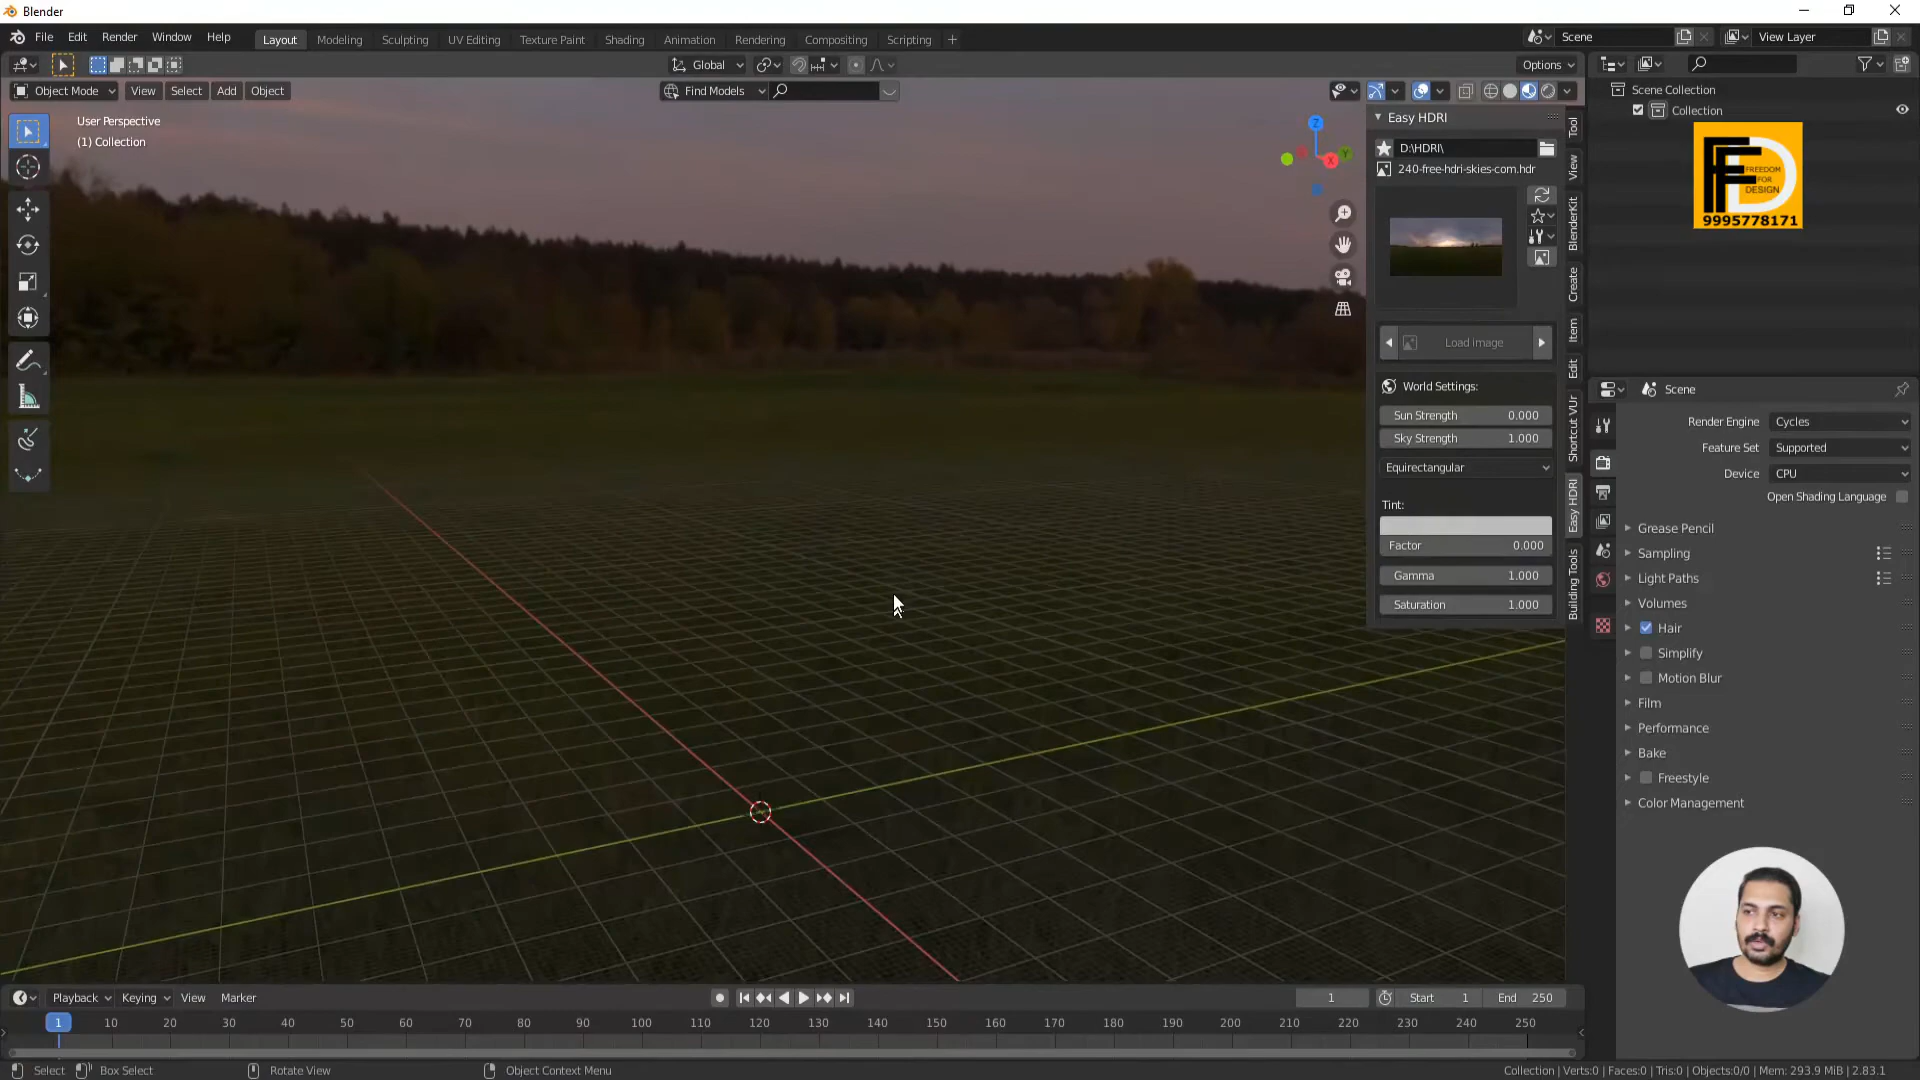 Blender
File Edit Render Window Help Layout Modeling Sculpting UV Editing Texture Paint Shading Animation Rendering Compositing Scripting + Scene View Layer
Global Options
Object Mode View Select Add Object Find Models
User Perspective
(1) Collection
Z
X
Y
Easy HDRI
D:\HDRI\
240-free-hdri-skies-com.hdr
Load image
World Settings:
Sun Strength 0.000
Sky Strength 1.000
Equirectangular
Tint:
Factor 0.000
Gamma 1.000
Saturation 1.000
Tool
View
BlenderKit
Create
Item
Edit
Shortcut VUr
Easy HDRI
Building Tools
Scene Collection
Collection
FREEDOM
FOR
DESIGN
9995778171
Scene
Render Engine Cycles
Feature Set Supported
Device CPU
Open Shading Language
Grease Pencil
Sampling
Light Paths
Volumes
Hair
Simplify
Motion Blur
Film
Performance
Bake
Freestyle
Color Management
Playback Keying View Marker 1 Start 1 End 250
1 10 20 30 40 50 60 70 80 90 100 110 120 130 140 150 160 170 180 190 200 210 220 230 240 250
Select Box Select Rotate View Object Context Menu Collection | Verts:0 | Faces:0 | Tris:0 | Objects:0/0 | Mem: 293.9 MiB | 2.83.1